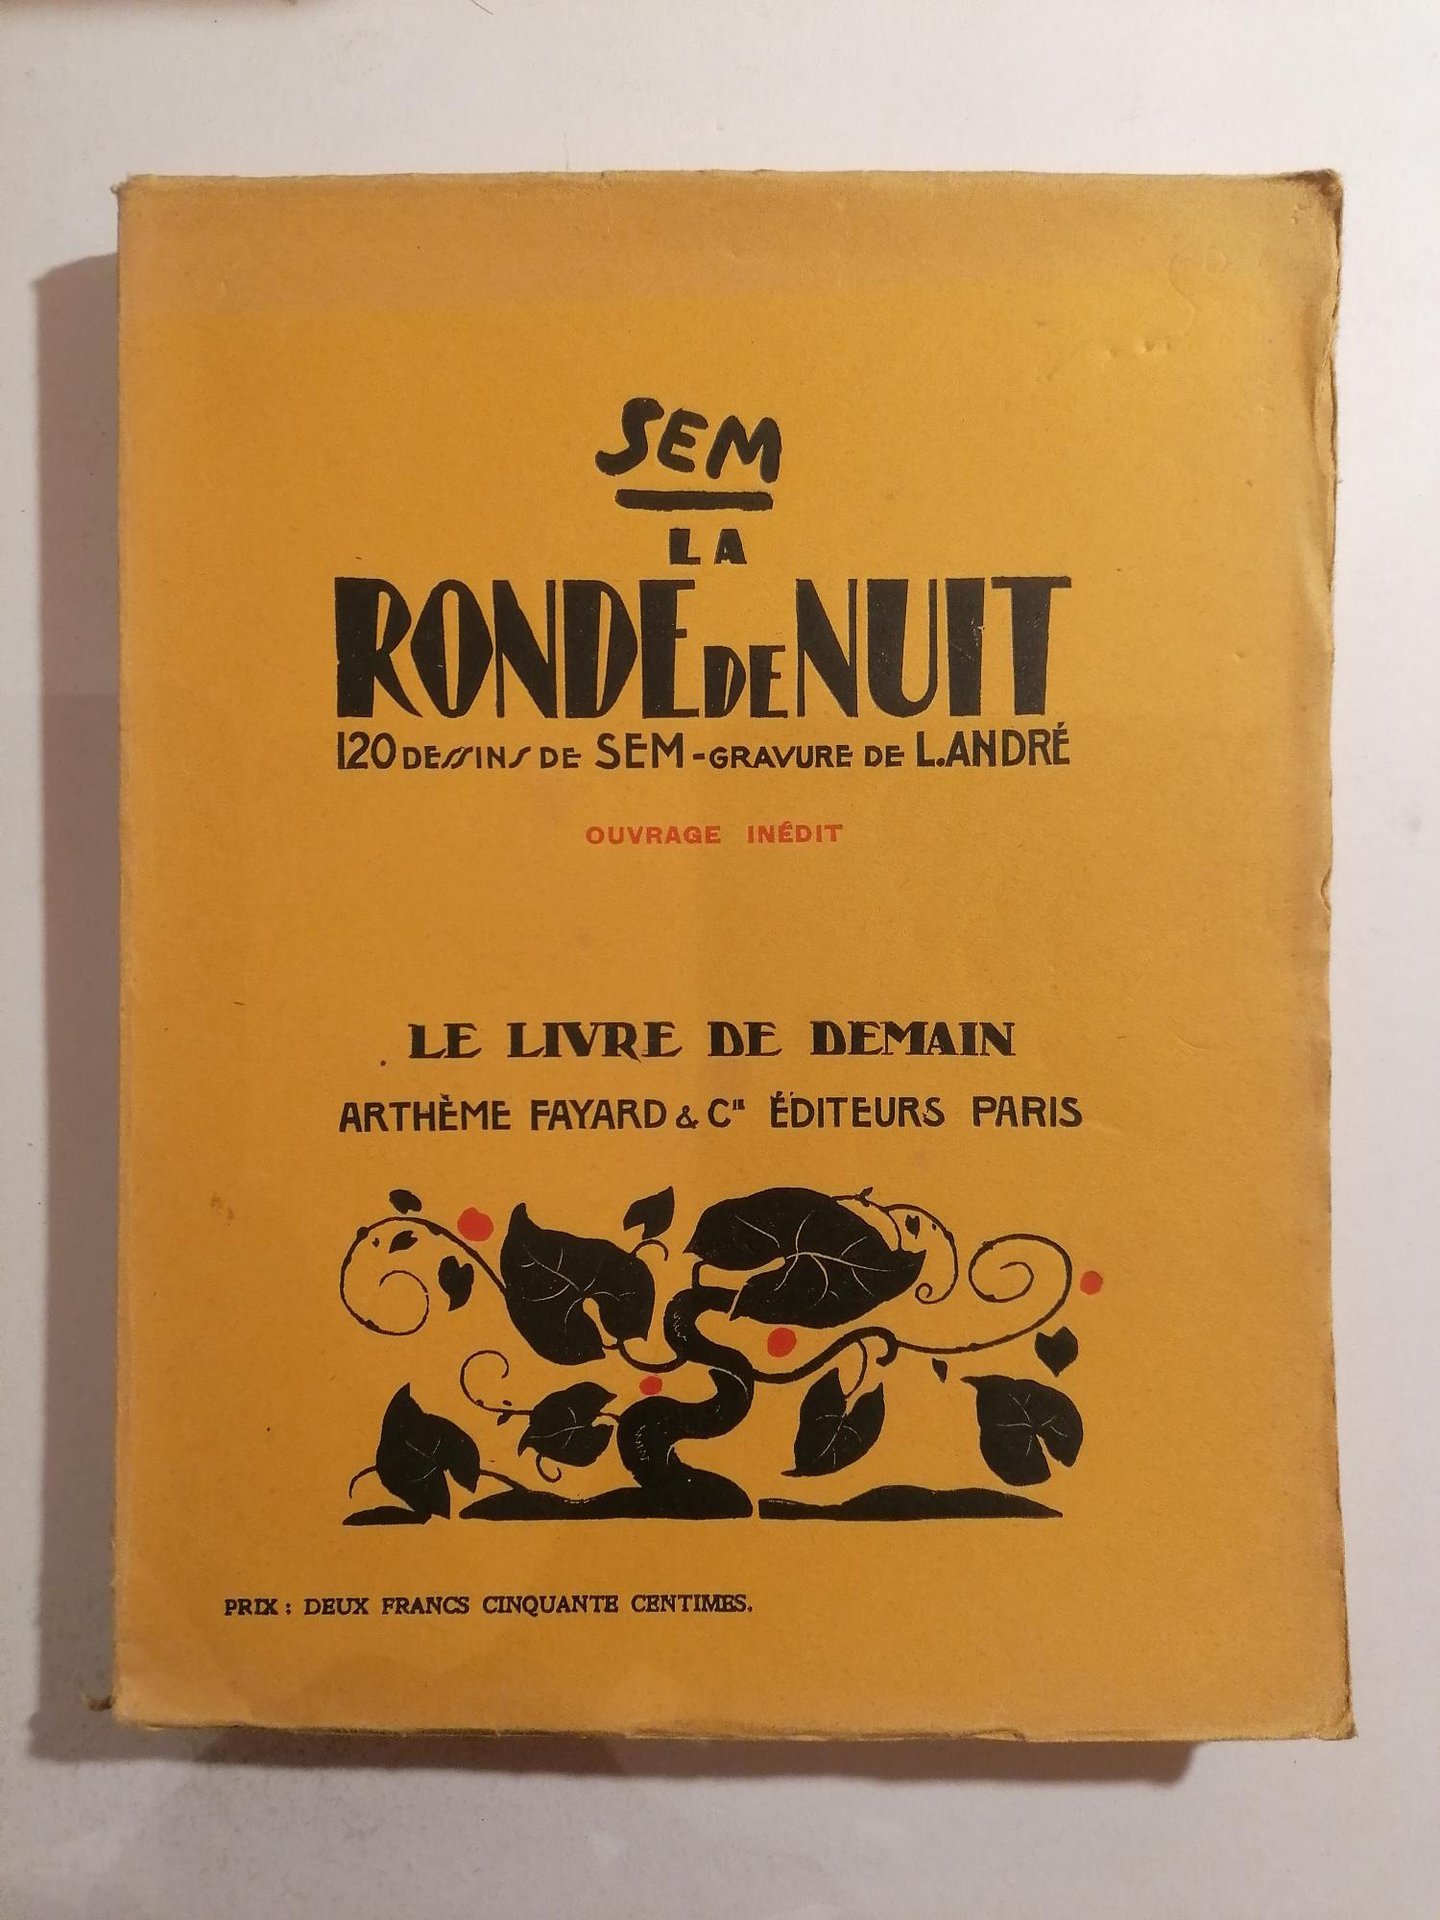 SEM
LA
RONDE DE NUIT
120 DESSINS DE SEM - GRAVURE DE L. ANDRÉ
OUVRAGE INÉDIT
LE LIVRE DE DEMAIN
ARTHÈME FAYARD & Cie ÉDITEURS PARIS
PRIX : DEUX FRANCS CINQUANTE CENTIMES.